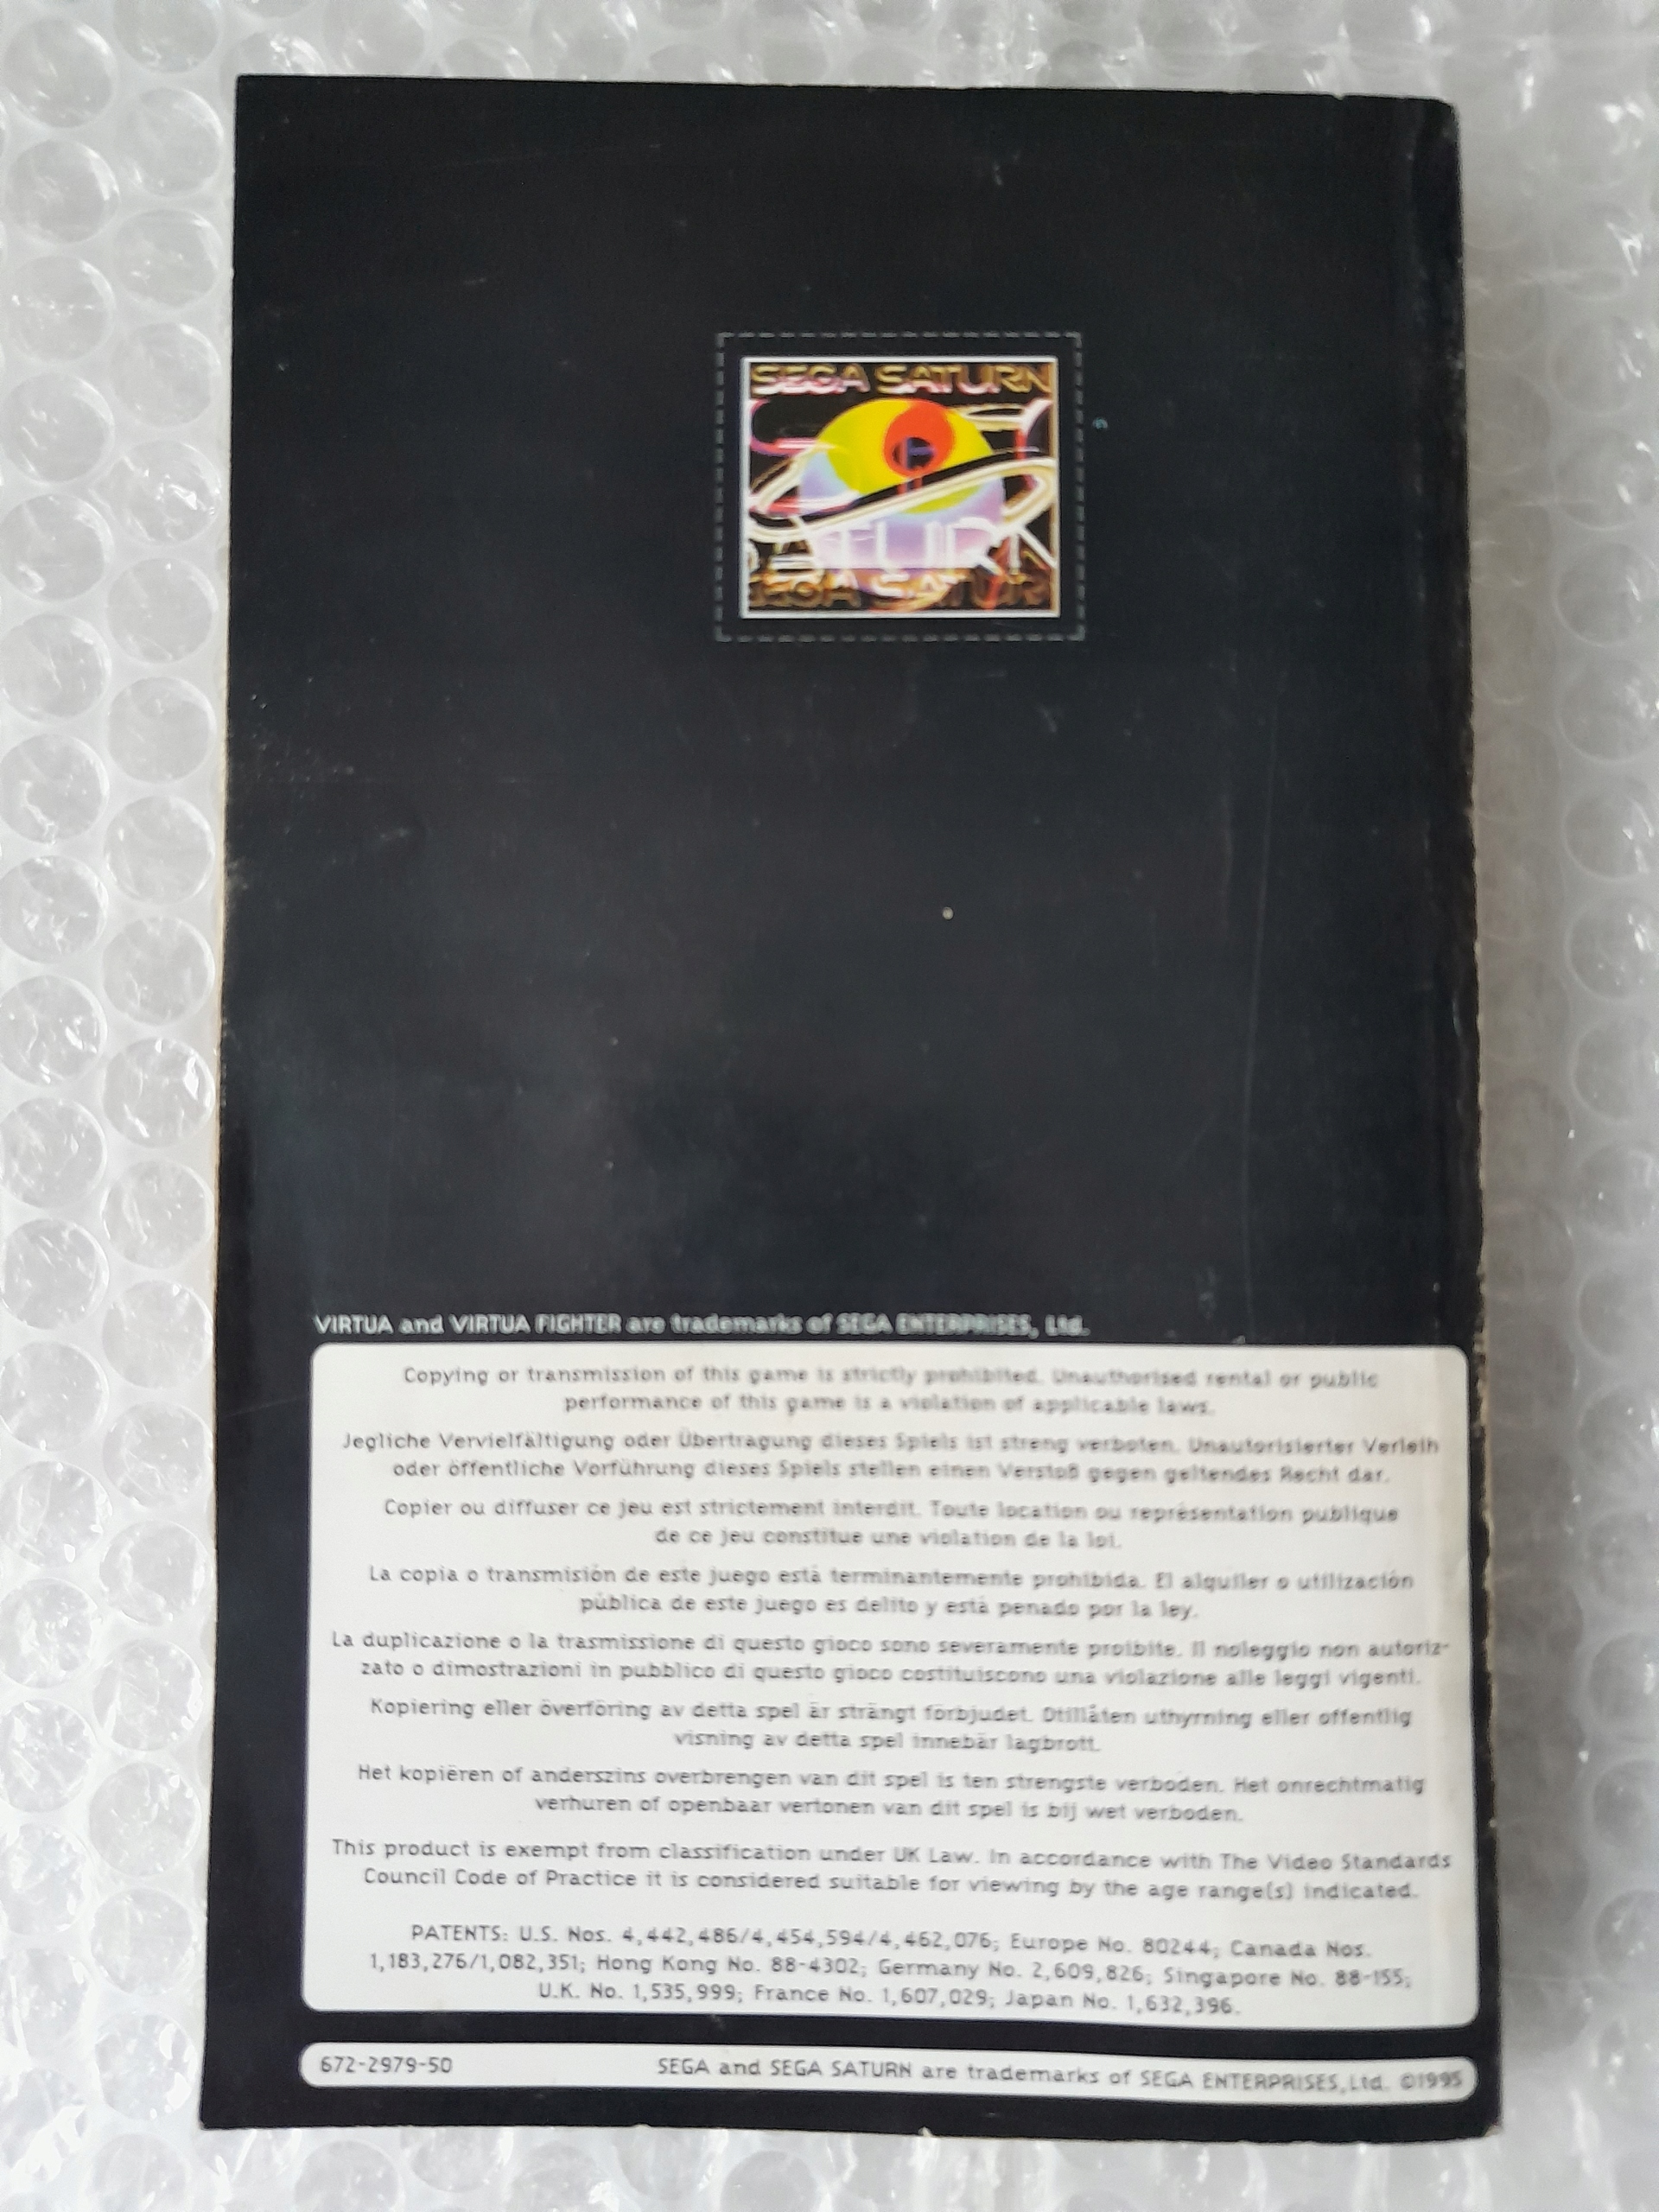 SEGA SATURN
SATURN
SEGA SATUR
VIRTUA and VIRTUA FIGHTER are trademarks of SEGA ENTERPRISES, Ltd.
Copying or transmission of this game is strictly prohibited. Unauthorised rental or public
performance of this game is a violation of applicable laws.
Jegliche Vervielfältigung oder Übertragung dieses Spiels ist streng verboten. Unautorisierter Verleih
oder öffentliche Vorführung dieses Spiels stellen einen Verstoß gegen geltendes Recht dar.
Copier ou diffuser ce jeu est strictement interdit. Toute location ou représentation publique
de ce jeu constitue une violation de la loi.
La copia o transmisión de este juego está terminantemente prohibida. El alquiler o utilización
pública de este juego es delito y está penado por la ley.
La duplicazione o la trasmissione di questo gioco sono severamente proibite. Il noleggio non autoriz-
zato o dimostrazioni in pubblico di questo gioco costituiscono una violazione alle leggi vigenti.
Kopiering eller överföring av detta spel är strängt förbjudet. Otillåten uthyrning eller offentlig
visning av detta spel innebär lagbrott.
Het kopiëren of anderszins overbrengen van dit spel is ten strengste verboden. Het onrechtmatig
verhuren of openbaar vertonen van dit spel is bij wet verboden.
This product is exempt from classification under UK Law. In accordance with The Video Standards
Council Code of Practice it is considered suitable for viewing by the age range(s) indicated.
PATENTS: U.S. Nos. 4,442,486/4,454,594/4,462,076; Europe No. 80244; Canada Nos.
1,183,276/1,082,351; Hong Kong No. 88-4302; Germany No. 2,609,826; Singapore No. 88-155;
U.K. No. 1,535,999; France No. 1,607,029; Japan No. 1,632,396.
672-2979-50 SEGA and SEGA SATURN are trademarks of SEGA ENTERPRISES, Ltd. ©1995